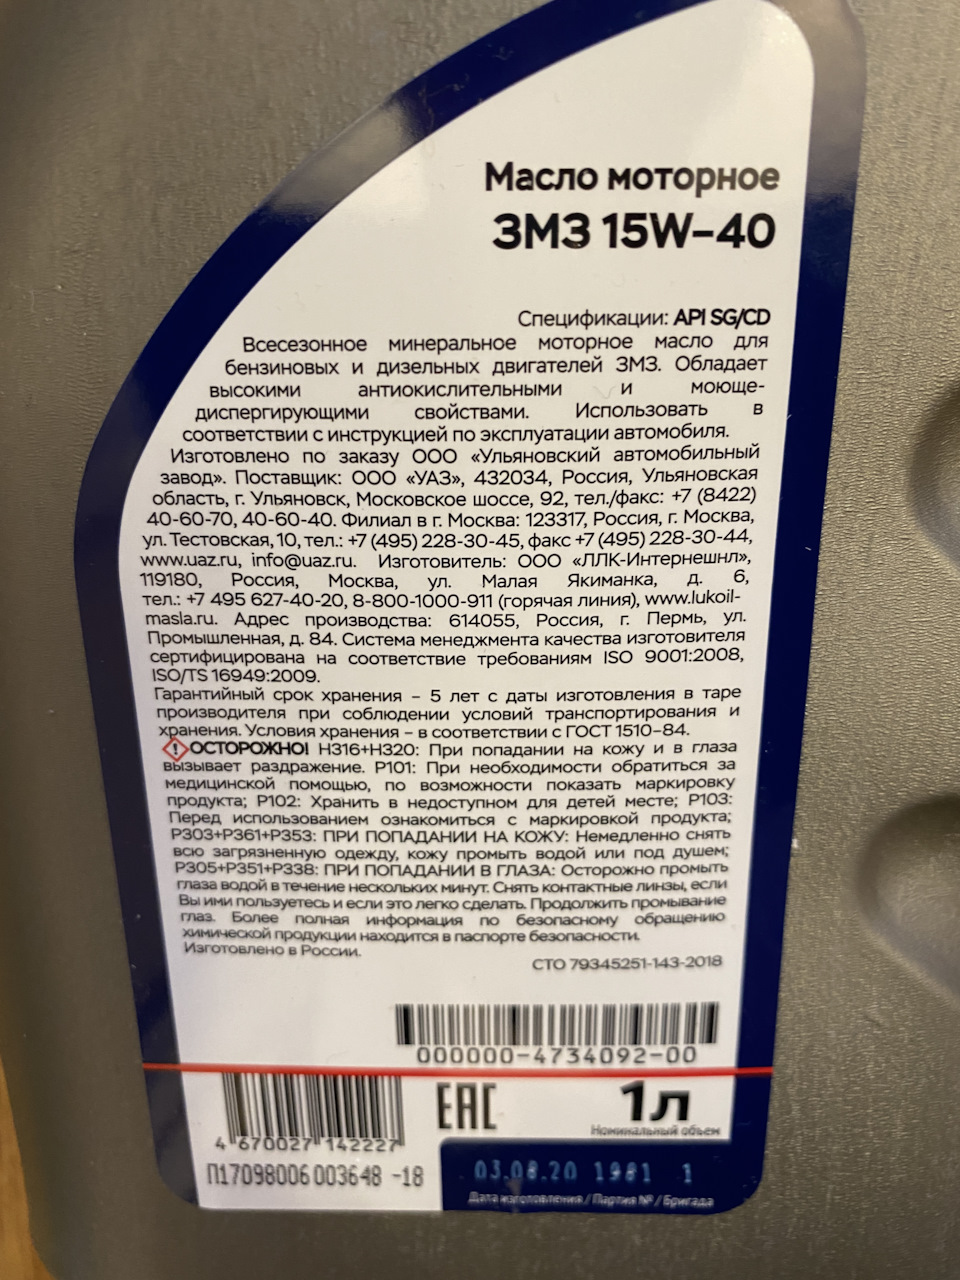 Масло моторное
ЗМЗ 15W-40
Спецификации: API SG/CD
Всесезонное минеральное моторное масло для
бензиновых и дизельных двигателей ЗМЗ. Обладает
высокими антиокислительными и моюще-
диспергирующими свойствами. Использовать в
соответствии с инструкцией по эксплуатации автомобиля.
Изготовлено по заказу ООО «Ульяновский автомобильный
завод». Поставщик: ООО «УАЗ», 432034, Россия, Ульяновская
область, г. Ульяновск, Московское шоссе, 92, тел./факс: +7 (8422)
40-60-70, 40-60-40. Филиал в г. Москва: 123317, Россия, г. Москва,
ул. Тестовская, 10, тел.: +7 (495) 228-30-45, факс +7 (495) 228-30-44,
www.uaz.ru, info@uaz.ru. Изготовитель: ООО «ЛЛК-Интернешнл»,
119180, Россия, Москва, ул. Малая Якиманка, д. 6,
тел.: +7 495 627-40-20, 8-800-1000-911 (горячая линия), www.lukoil-
masla.ru. Адрес производства: 614055, Россия, г. Пермь, ул.
Промышленная, д. 84. Система менеджмента качества изготовителя
сертифицирована на соответствие требованиям ISO 9001:2008,
ISO/TS 16949:2009.
Гарантийный срок хранения – 5 лет с даты изготовления в таре
производителя при соблюдении условий транспортирования и
хранения. Условия хранения – в соответствии с ГОСТ 1510-84.
ОСТОРОЖНО! H316+H320: При попадании на кожу и в глаза
вызывает раздражение. P101: При необходимости обратиться за
медицинской помощью, по возможности показать маркировку
продукта; P102: Хранить в недоступном для детей месте; P103:
Перед использованием ознакомиться с маркировкой продукта;
P303+P361+P353: ПРИ ПОПАДАНИИ НА КОЖУ: Немедленно снять
всю загрязненную одежду, кожу промыть водой или под душем;
P305+P351+P338: ПРИ ПОПАДАНИИ В ГЛАЗА: Осторожно промыть
глаза водой в течение нескольких минут. Снять контактные линзы, если
Вы ими пользуетесь и если это легко сделать. Продолжить промывание
глаз. Более полная информация по безопасному обращению
химической продукции находится в паспорте безопасности.
Изготовлено в России.
СТО 79345251-143-2018
000000-4734092-00
4 670027 142227
EAC
1л
Номинальный объем
П17098006 003648 -18
03.08.20 1981 1
Дата изготовления / Партия № / Бригада